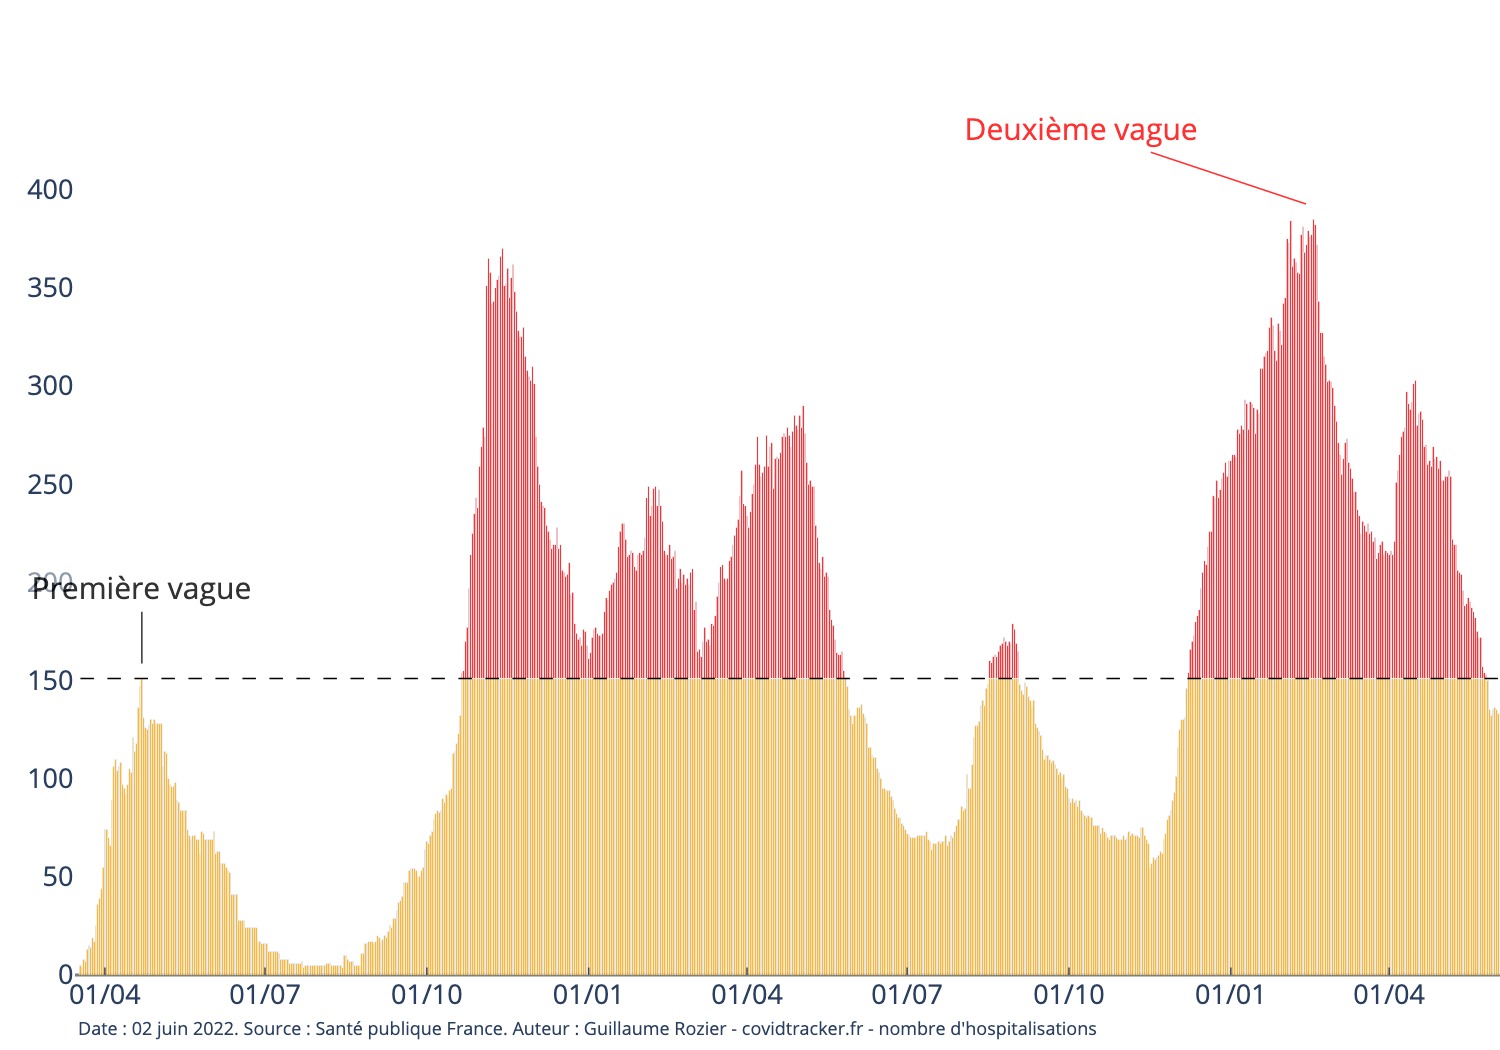 Deuxième vague
400
350
300
250
200
Première vague
150
100
50
0
01/04 01/07 01/10 01/01 01/04 01/07 01/10 01/01 01/04
Date : 02 juin 2022. Source : Santé publique France. Auteur : Guillaume Rozier - covidtracker.fr - nombre d'hospitalisations